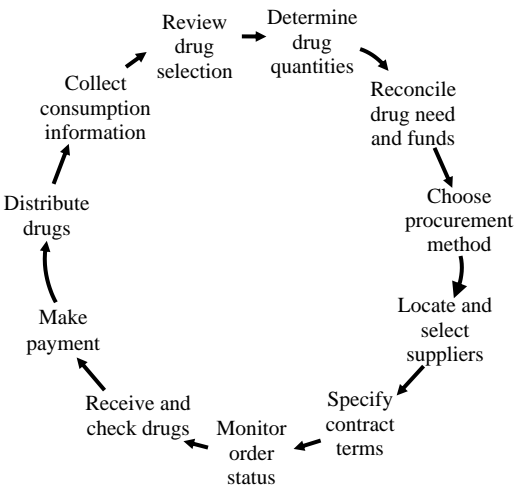 Review
drug
selection
Determine
drug
quantities
Reconcile
drug need
and funds
Choose
procurement
method
Locate and
select
suppliers
Specify
contract
terms
Monitor
order
status
Receive and
check drugs
Make
payment
Distribute
drugs
Collect
consumption
information